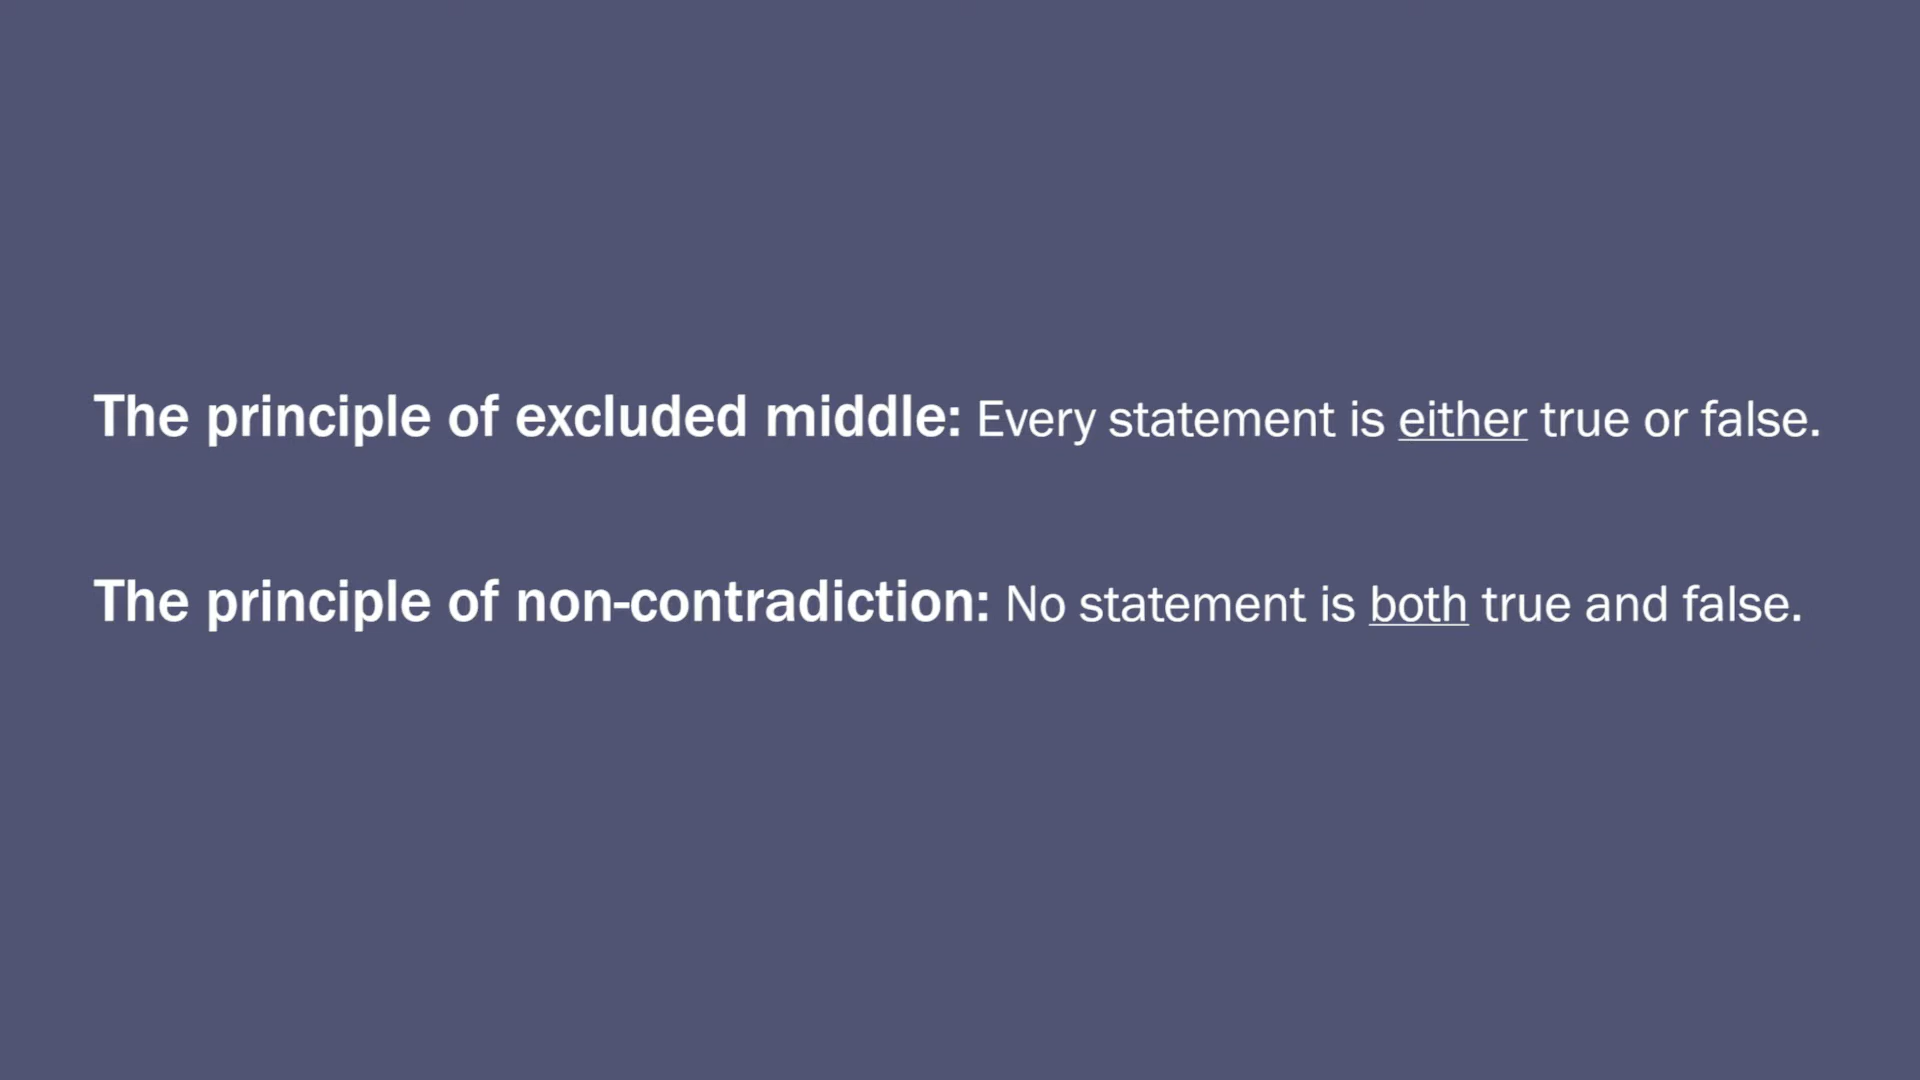 The principle of excluded middle: Every statement is either true or false.
The principle of non-contradiction: No statement is both true and false.